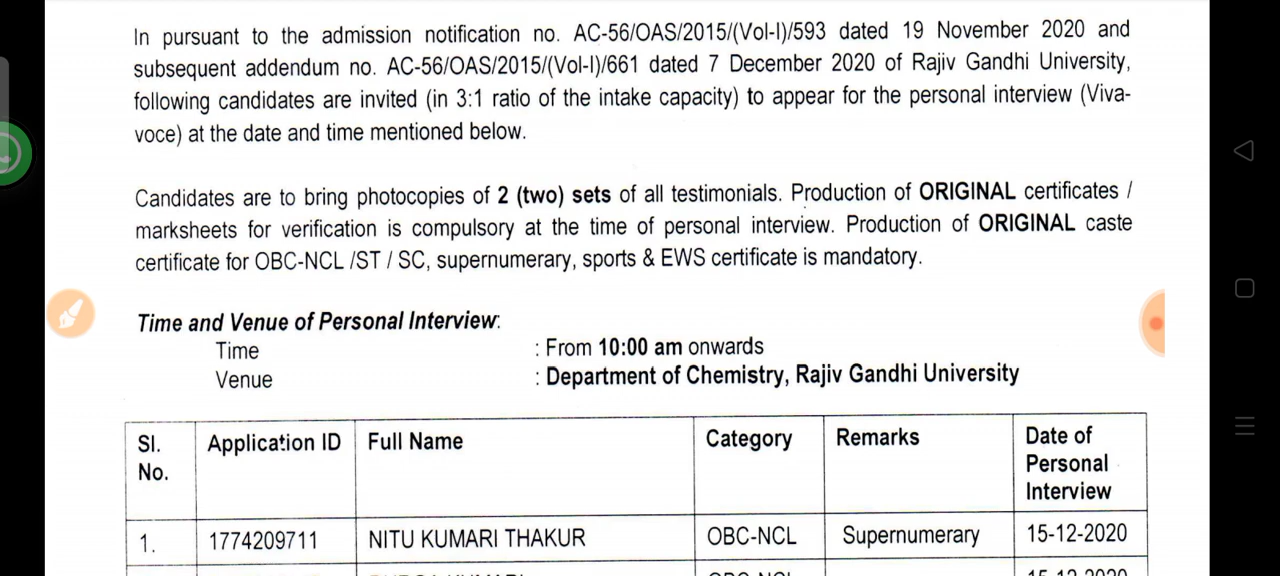 In pursuant to the admission notification no. AC-56/OAS/2015/(Vol-I)/593 dated 19 November 2020 and
subsequent addendum no. AC-56/OAS/2015/(Vol-I)/661 dated 7 December 2020 of Rajiv Gandhi University,
following candidates are invited (in 3:1 ratio of the intake capacity) to appear for the personal interview (Viva-
voce) at the date and time mentioned below.
Candidates are to bring photocopies of 2 (two) sets of all testimonials. Production of ORIGINAL certificates /
marksheets for verification is compulsory at the time of personal interview. Production of ORIGINAL caste
certificate for OBC-NCL /ST / SC, supernumerary, sports & EWS certificate is mandatory.
Time and Venue of Personal Interview:
Time : From 10:00 am onwards
Venue : Department of Chemistry, Rajiv Gandhi University
Sl. No. Application ID Full Name Category Remarks Date of Personal Interview
1. 1774209711 NITU KUMARI THAKUR OBC-NCL Supernumerary 15-12-2020